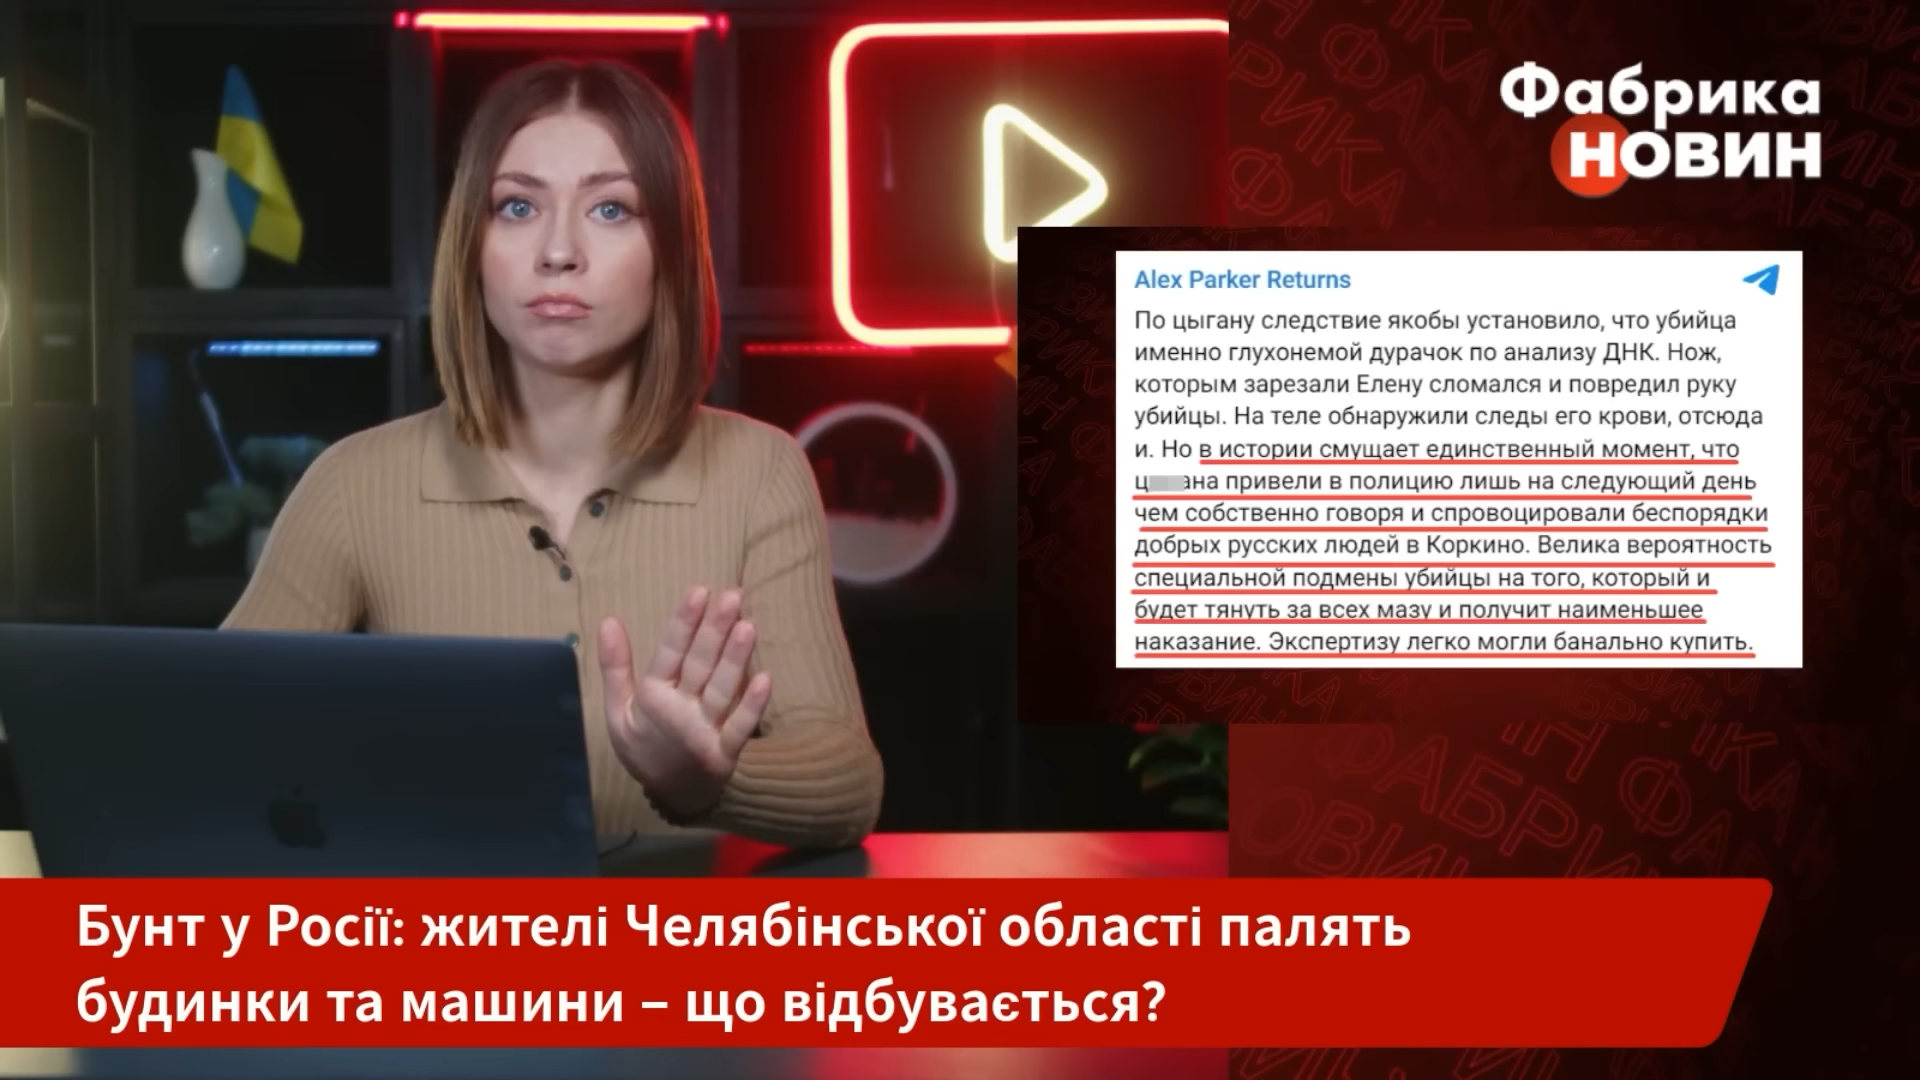 Фабрика
новин
Alex Parker Returns
По цыгану следствие якобы установило, что убийца
именно глухонемой дурачок по анализу ДНК. Нож,
которым зарезали Елену сломался и повредил руку
убийцы. На теле обнаружили следы его крови, отсюда
и. Но в истории смущает единственный момент, что
ц ана привели в полицию лишь на следующий день
чем собственно говоря и спровоцировали беспорядки
добрых русских людей в Коркино. Велика вероятность
специальной подмены убийцы на того, который и
будет тянуть за всех мазу и получит наименьшее
наказание. Экспертизу легко могли банально купить.
Бунт у Росії: жителі Челябінської області палять
будинки та машини – що відбувається?